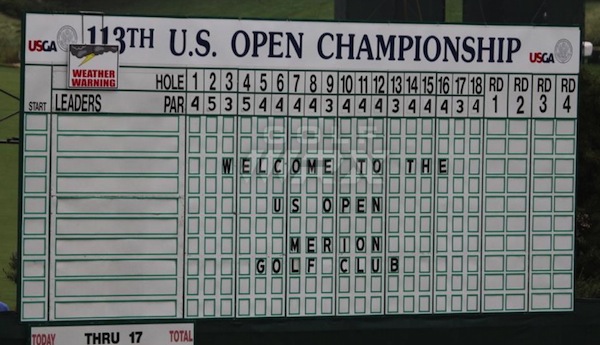 USGA 113TH U.S. OPEN CHAMPIONSHIP USGA
WEATHER
WARNING
HOLE 1 2 3 4 5 6 7 8 9 10 11 12 13 14 15 16 17 18 RD 1 RD 2 RD 3 RD 4
START LEADERS PAR 4 5 3 5 4 4 4 4 3 4 4 4 3 4 4 4 3 4
WELCOME TO THE
US OPEN
MERION
GOLF CLUB
TODAY THRU 17 TOTAL